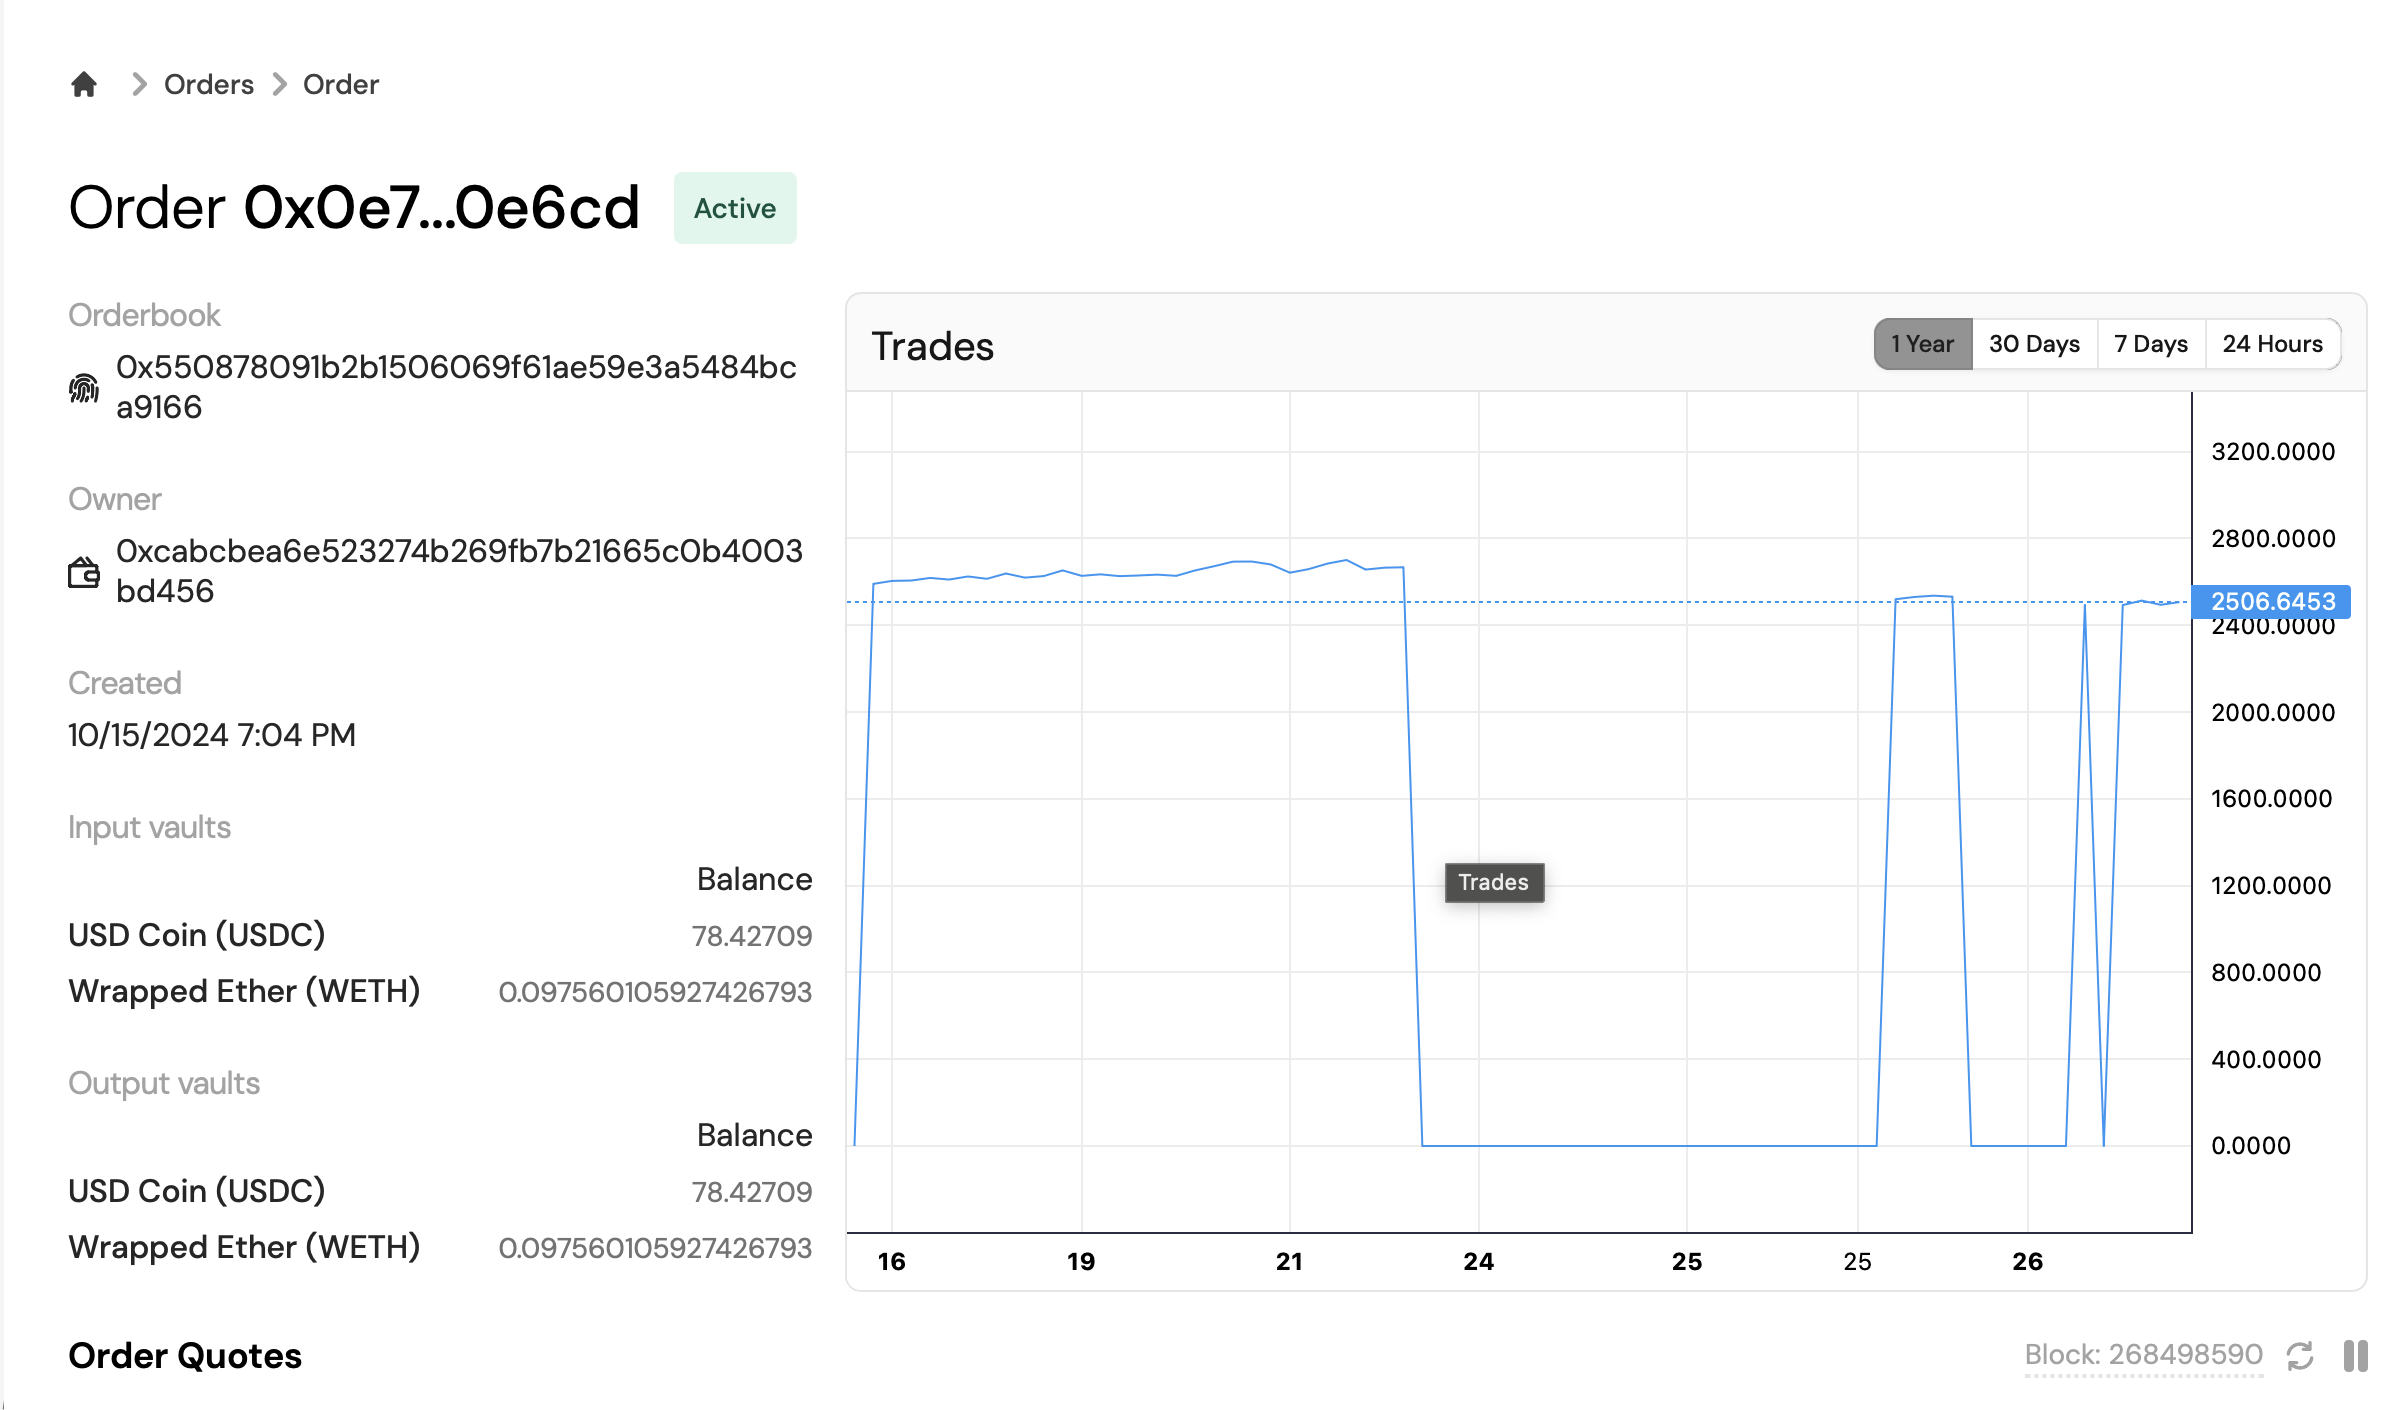 Orders
Order
Order 0x0e7...0e6cd
Active
Orderbook
0x550878091b2b1506069f61ae59e3a5484bc
a9166
Owner
0xcabcbea6e523274b269fb7b21665c0b4003
bd456
Created
10/15/2024 7:04 PM
Input vaults
Balance
USD Coin (USDC) 78.42709
Wrapped Ether (WETH) 0.097560105927426793
Output vaults
Balance
USD Coin (USDC) 78.42709
Wrapped Ether (WETH) 0.097560105927426793
Trades
1 Year 30 Days 7 Days 24 Hours
3200.0000
2800.0000
2506.6453
2400.0000
2000.0000
1600.0000
1200.0000
800.0000
400.0000
0.0000
Trades
16 19 21 24 25 25 26
Order Quotes
Block: 268498590